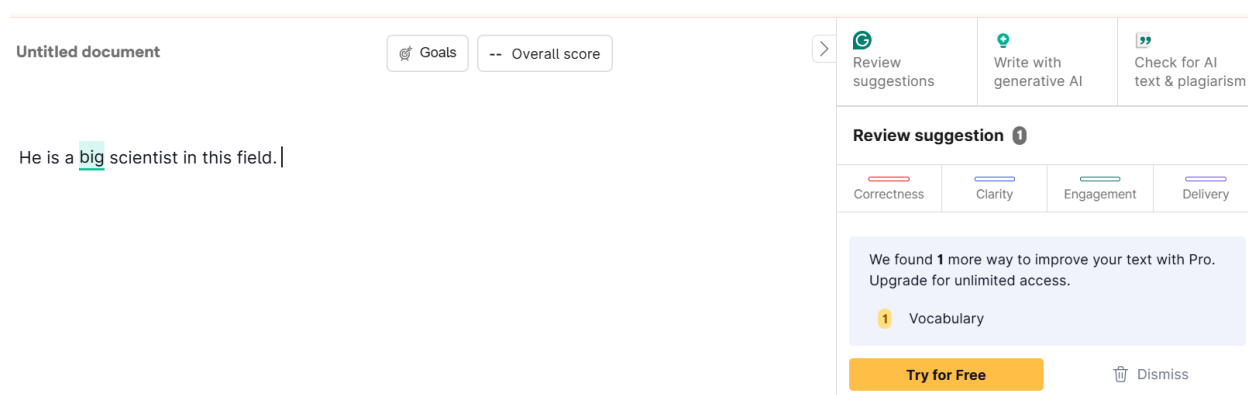 Untitled document
Goals
-- Overall score
He is a big scientist in this field.
Review suggestions
Write with generative AI
Check for AI text & plagiarism
Review suggestion 1
Correctness
Clarity
Engagement
Delivery
We found 1 more way to improve your text with Pro.
Upgrade for unlimited access.
1 Vocabulary
Try for Free
Dismiss